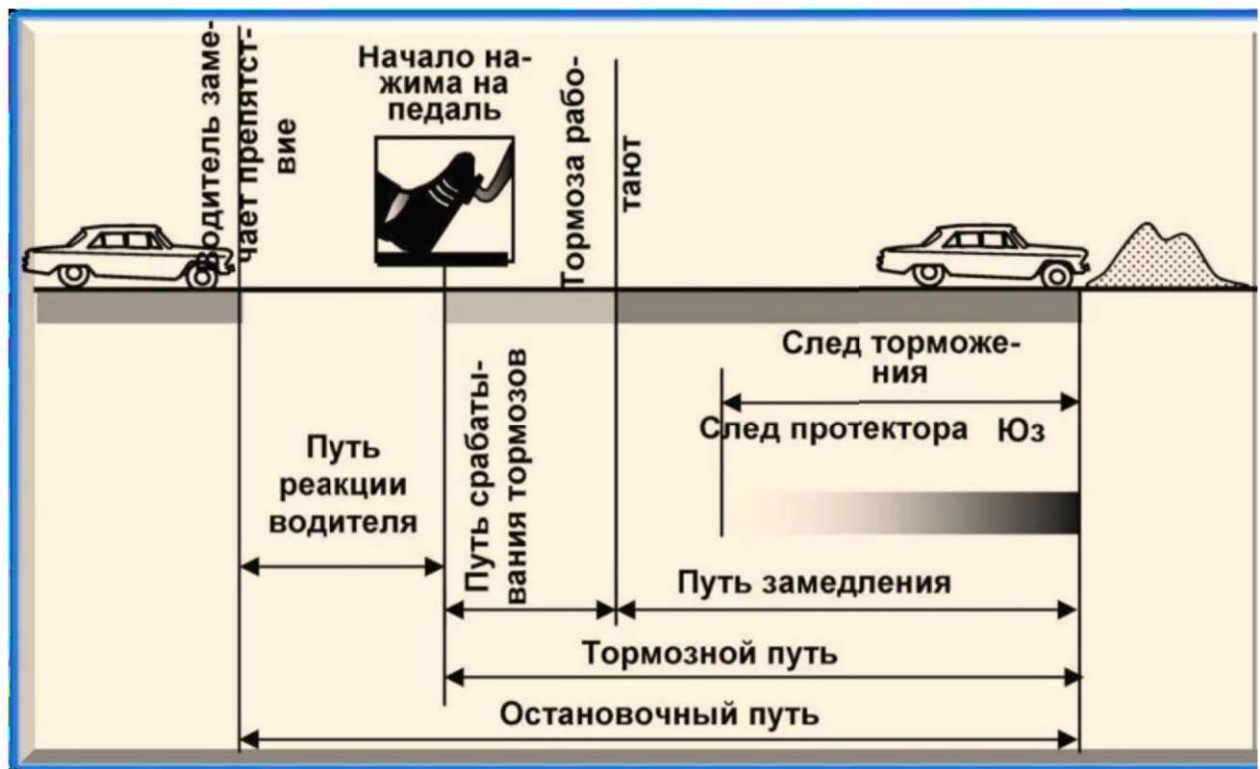 Водитель заме-
чает препятст-
вие
Начало на-
жима на
педаль
Тормоза рабо-
тают
След торможе-
ния
След протектора Юз
Путь
реакции
водителя
Путь срабаты-
вания тормозов
Путь замедления
Тормозной путь
Остановочный путь